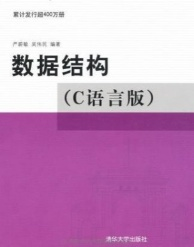 累计发行超400万册
严蔚敏 吴伟民 编著
数据结构
（C语言版）
清华大学出版社